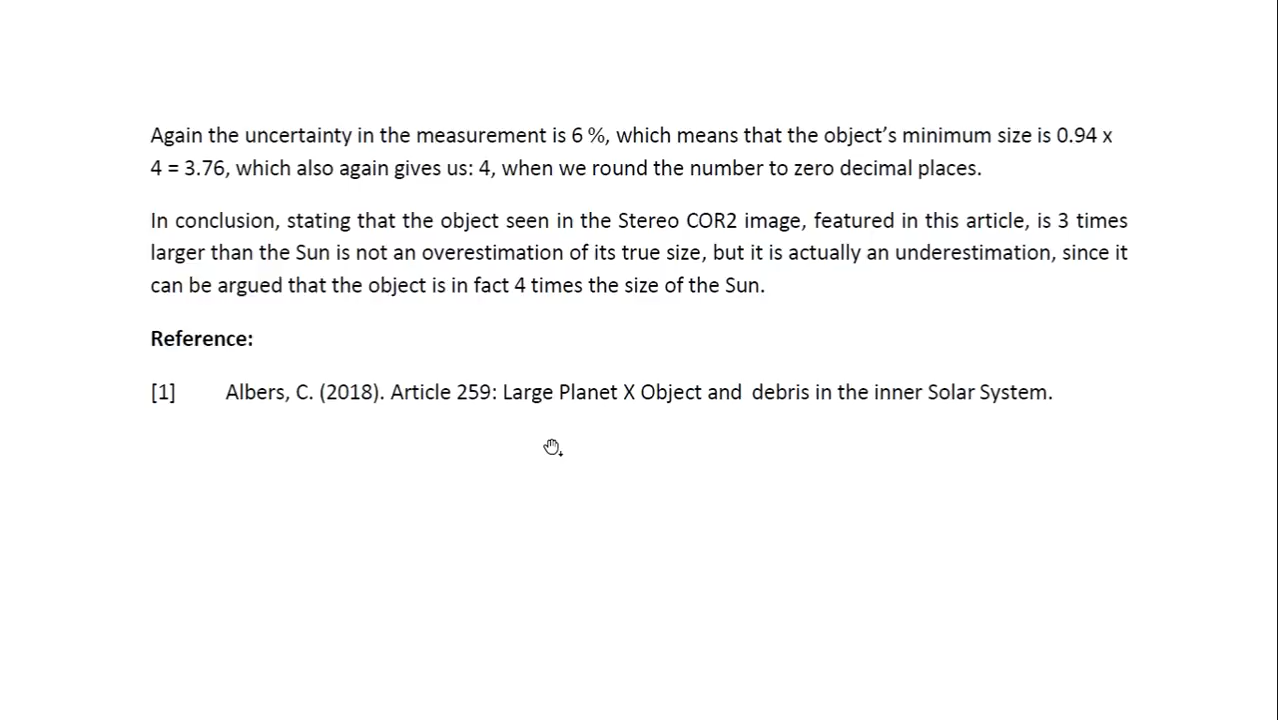 Again the uncertainty in the measurement is 6 %, which means that the object’s minimum size is 0.94 x
4 = 3.76, which also again gives us: 4, when we round the number to zero decimal places.
In conclusion, stating that the object seen in the Stereo COR2 image, featured in this article, is 3 times
larger than the Sun is not an overestimation of its true size, but it is actually an underestimation, since it
can be argued that the object is in fact 4 times the size of the Sun.
Reference:
[1] Albers, C. (2018). Article 259: Large Planet X Object and debris in the inner Solar System.